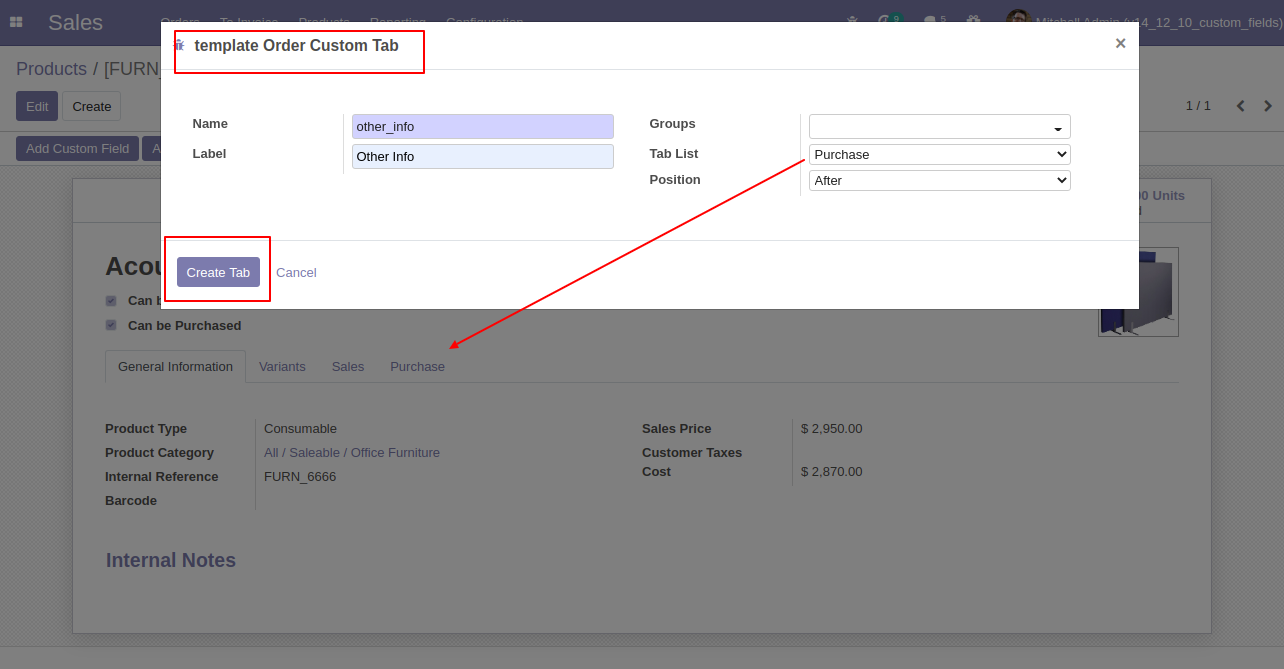 Sales
Orders To Invoice Products Reporting Configuration 9 5 Mitchell Admin (v14_12_10_custom_fields)
template Order Custom Tab ×
Products / [FURN_
Edit Create 1 / 1
Add Custom Field A
Name other_info Groups
Label Other Info Tab List Purchase
Position After
00 Units
Create Tab Cancel
Acou
Can b
Can be Purchased
General Information Variants Sales Purchase
Product Type Consumable Sales Price $ 2,950.00
Product Category All / Saleable / Office Furniture Customer Taxes
Internal Reference FURN_6666 Cost $ 2,870.00
Barcode
Internal Notes